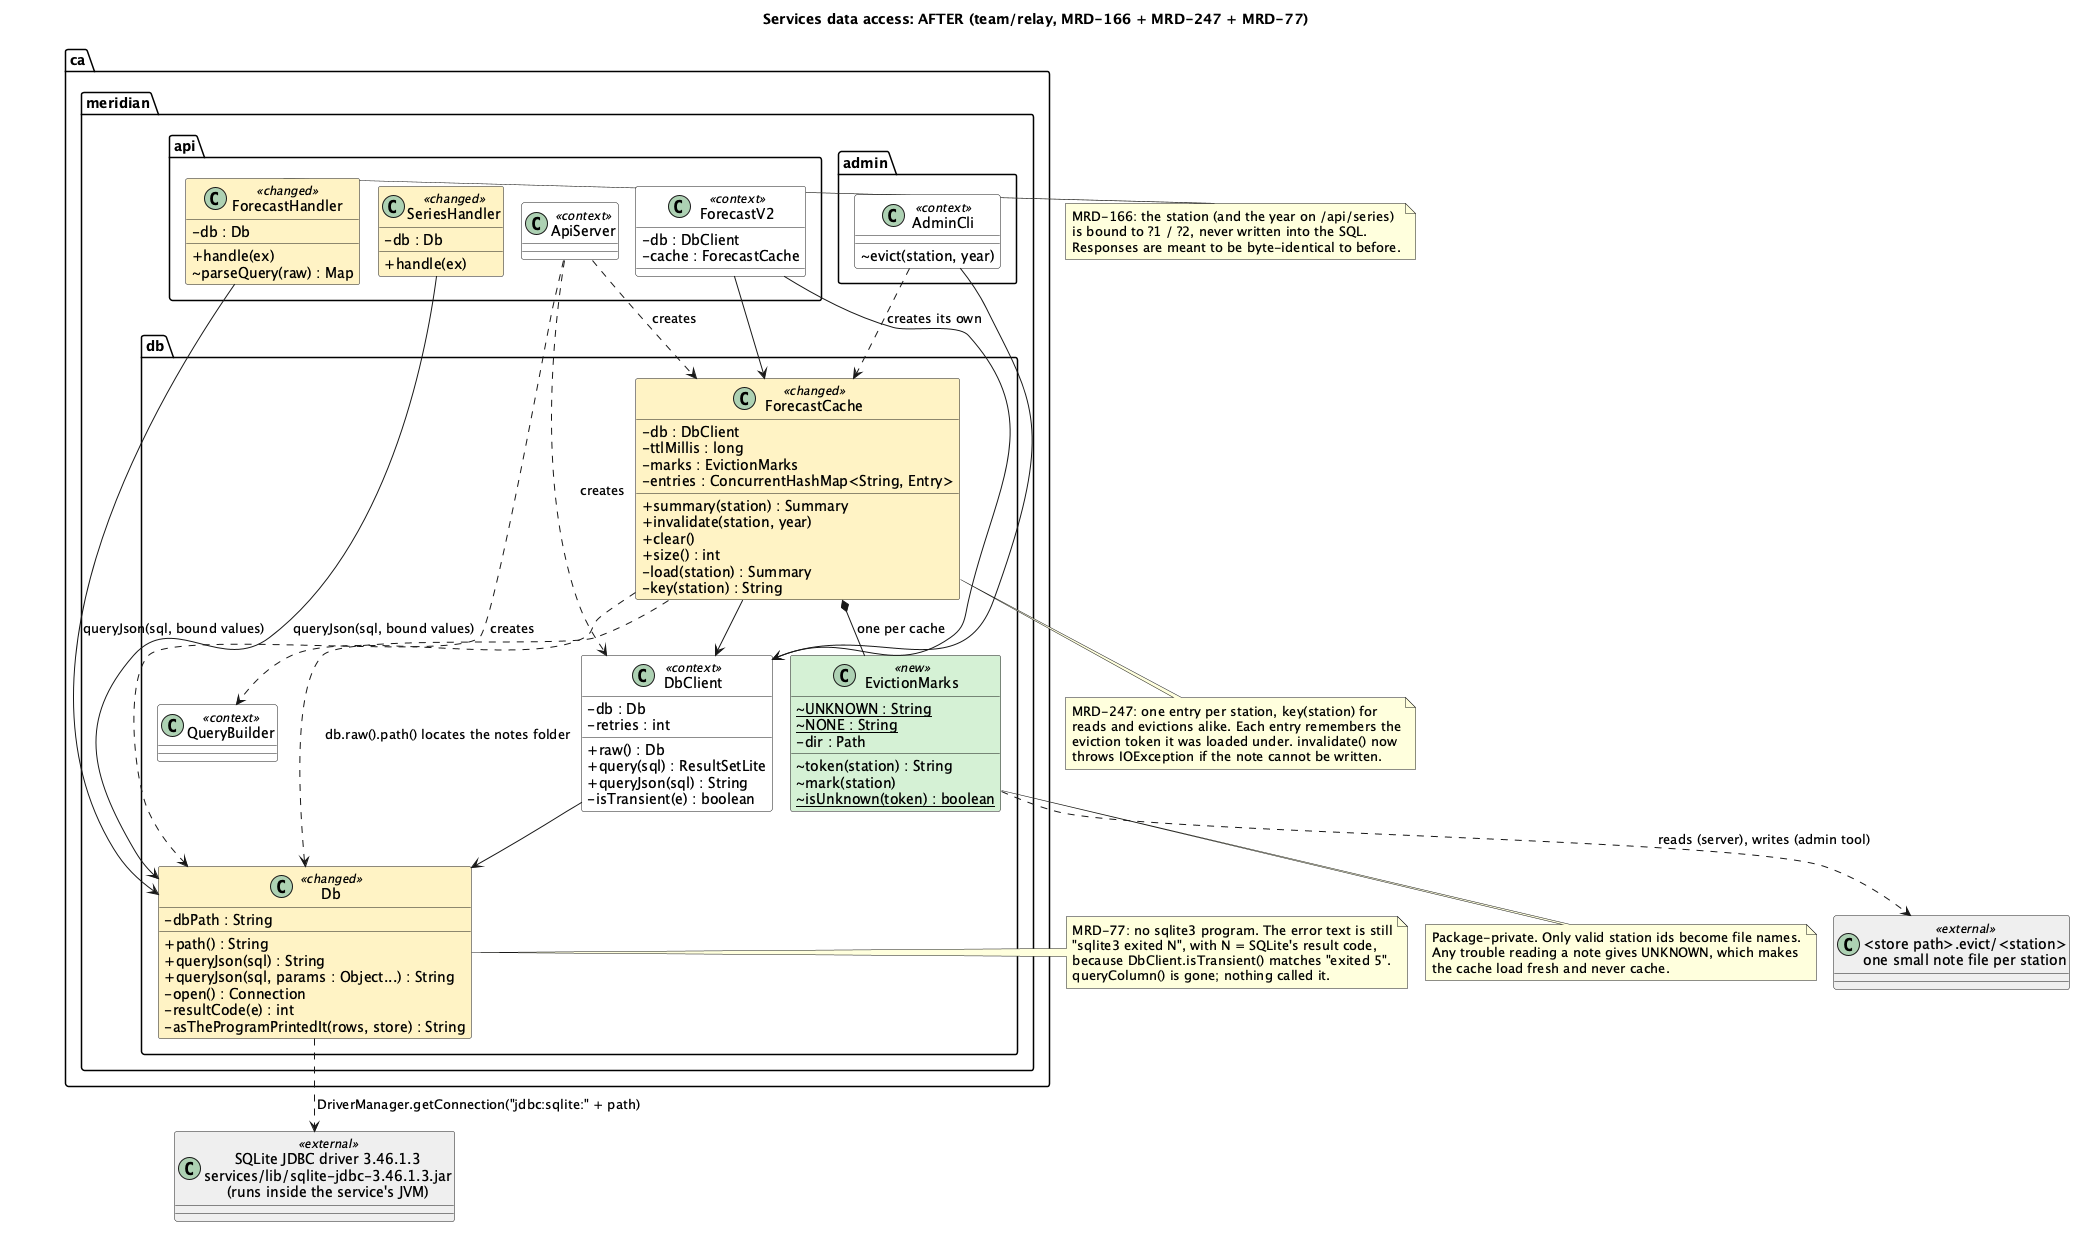 Services data access: AFTER (team/relay, MRD-166 + MRD-247 + MRD-77)
ca
meridian
api
admin
C
«changed»
ForecastHandler
-db : Db
+handle(ex)
~parseQuery(raw) : Map
C
«changed»
SeriesHandler
-db : Db
+handle(ex)
C
«context»
ApiServer
C
«context»
ForecastV2
-db : DbClient
-cache : ForecastCache
C
«context»
AdminCli
~evict(station, year)
MRD-166: the station (and the year on /api/series)
is bound to ?1 / ?2, never written into the SQL.
Responses are meant to be byte-identical to before.
creates
creates its own
db
C
«changed»
ForecastCache
-db : DbClient
-ttlMillis : long
-marks : EvictionMarks
-entries : ConcurrentHashMap<String, Entry>
+summary(station) : Summary
+invalidate(station, year)
+clear()
+size() : int
-load(station) : Summary
-key(station) : String
creates
queryJson(sql, bound values)
queryJson(sql, bound values)
creates
one per cache
C
«context»
QueryBuilder
db.raw().path() locates the notes folder
C
«context»
DbClient
-db : Db
-retries : int
+raw() : Db
+query(sql) : ResultSetLite
+queryJson(sql) : String
-isTransient(e) : boolean
C
«new»
EvictionMarks
~UNKNOWN : String
~NONE : String
-dir : Path
~token(station) : String
~mark(station)
~isUnknown(token) : boolean
MRD-247: one entry per station, key(station) for
reads and evictions alike. Each entry remembers the
eviction token it was loaded under. invalidate() now
throws IOException if the note cannot be written.
reads (server), writes (admin tool)
C
«changed»
Db
-dbPath : String
+path() : String
+queryJson(sql) : String
+queryJson(sql, params : Object...) : String
-open() : Connection
-resultCode(e) : int
-asTheProgramPrintedIt(rows, store) : String
MRD-77: no sqlite3 program. The error text is still
"sqlite3 exited N", with N = SQLite's result code,
because DbClient.isTransient() matches "exited 5".
queryColumn() is gone; nothing called it.
Package-private. Only valid station ids become file names.
Any trouble reading a note gives UNKNOWN, which makes
the cache load fresh and never cache.
C
«external»
<store path>.evict/<station>
one small note file per station
DriverManager.getConnection("jdbc:sqlite:" + path)
C
«external»
SQLite JDBC driver 3.46.1.3
services/lib/sqlite-jdbc-3.46.1.3.jar
(runs inside the service's JVM)